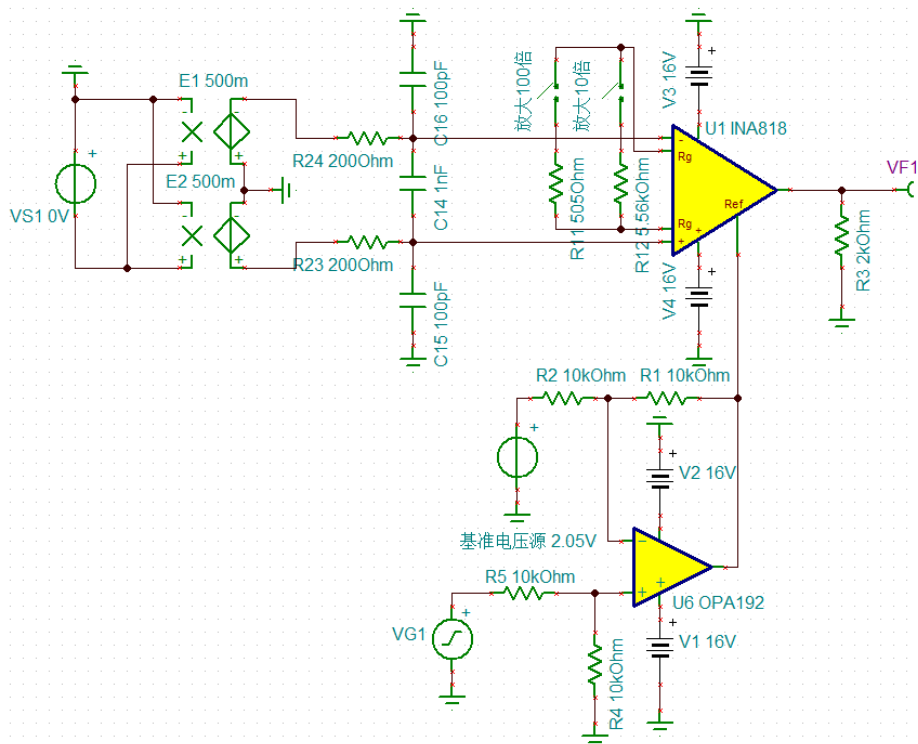 E1 500m
-
+
E2 500m
-
+
-
+
-
+
VS1 0V
+
R24 200Ohm
R23 200Ohm
C16 100pF
C14 1nF
C15 100pF
放大100倍
放大10倍
R11 505Ohm
R12 5.56kOhm
V3 16V
+
U1 INA818
-
Rg
Rg
+
+
Ref
V4 16V
+
VF1
R3 2kOhm
R2 10kOhm
R1 10kOhm
+
V2 16V
+
基准电压源 2.05V
R5 10kOhm
-
+
+
U6 OPA192
VG1
+
R4 10kOhm
V1 16V
+